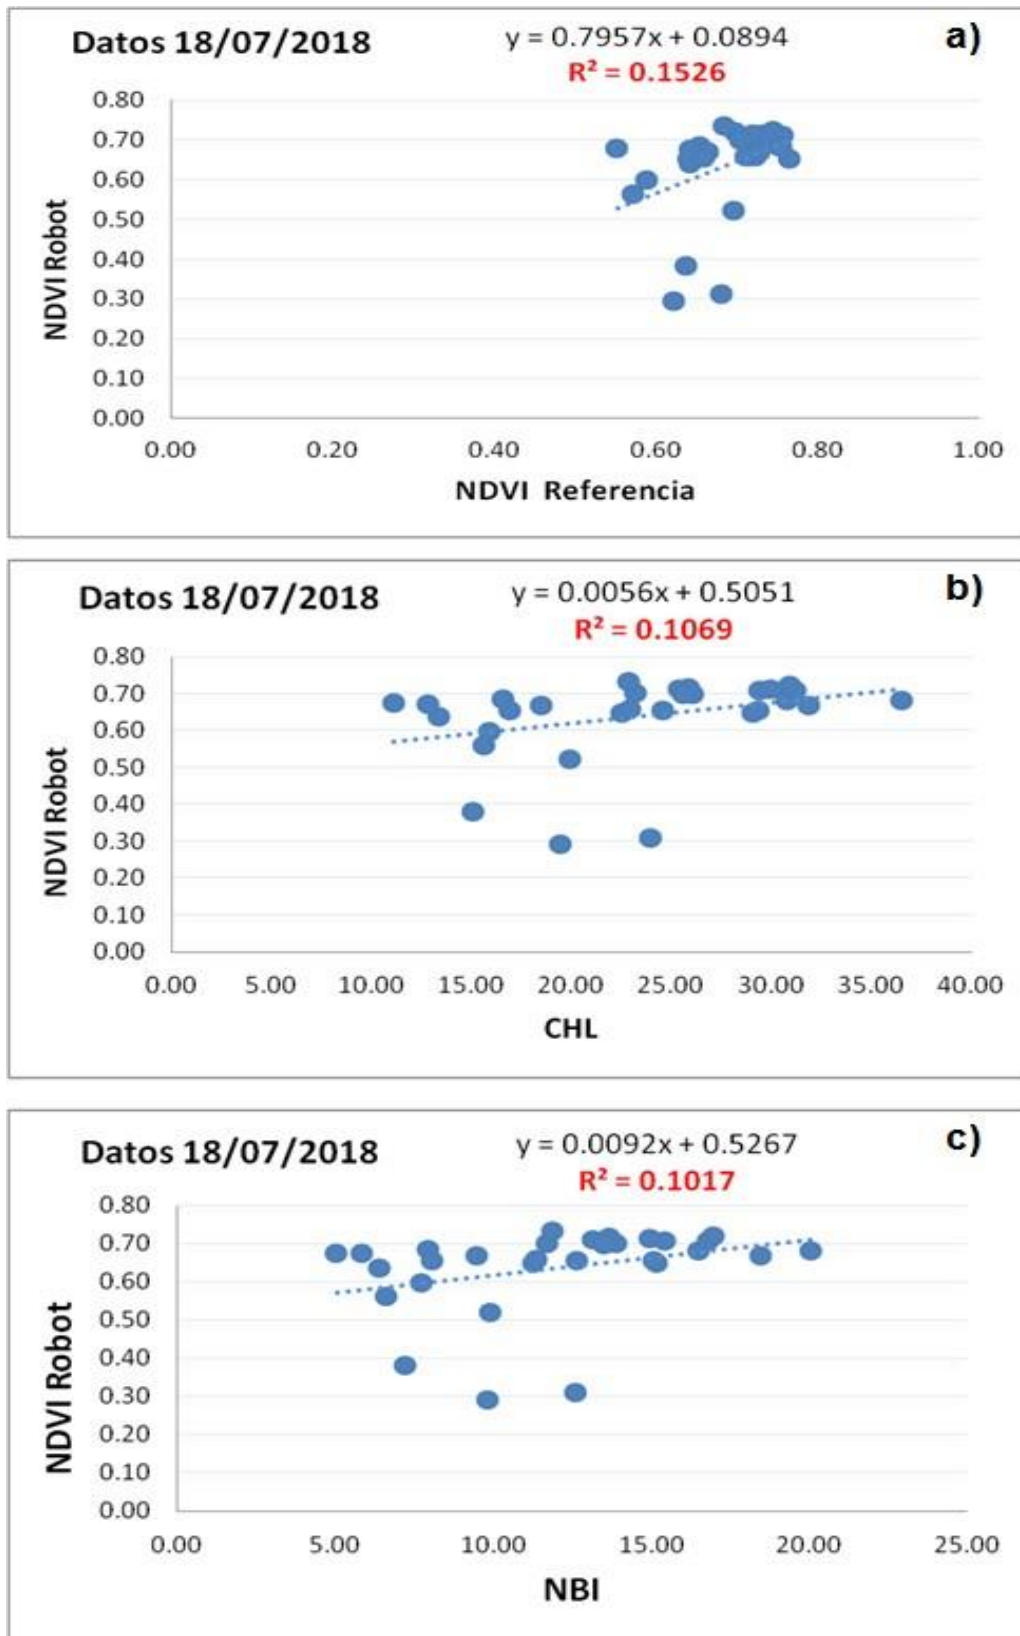 Datos 18/07/2018
y = 0.7957x + 0.0894
R² = 0.1526
a)
0.80
0.70
0.60
0.50
0.40
0.30
0.20
0.10
0.00
NDVI Robot
0.00 0.20 0.40 0.60 0.80 1.00
NDVI Referencia
Datos 18/07/2018
y = 0.0056x + 0.5051
R² = 0.1069
b)
0.80
0.70
0.60
0.50
0.40
0.30
0.20
0.10
0.00
NDVI Robot
0.00 5.00 10.00 15.00 20.00 25.00 30.00 35.00 40.00
CHL
Datos 18/07/2018
y = 0.0092x + 0.5267
R² = 0.1017
c)
0.80
0.70
0.60
0.50
0.40
0.30
0.20
0.10
0.00
NDVI Robot
0.00 5.00 10.00 15.00 20.00 25.00
NBI